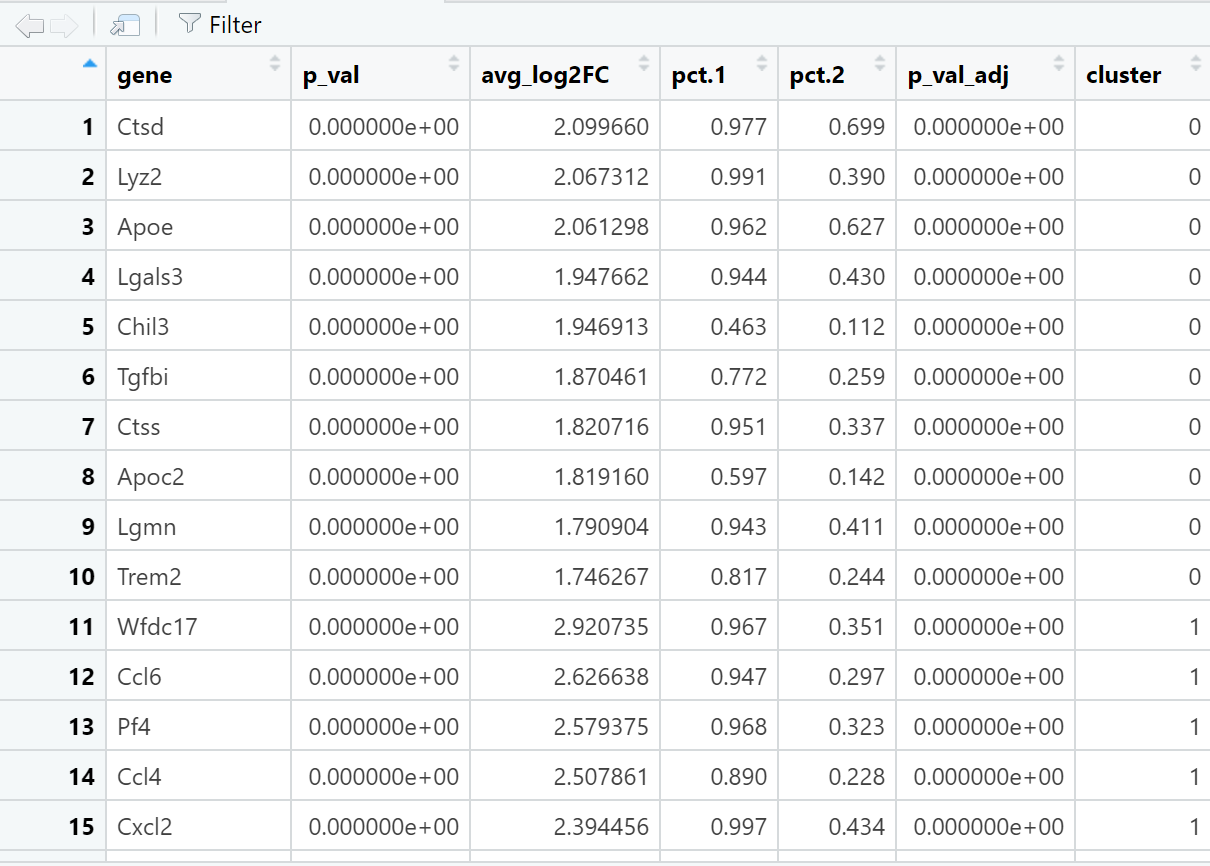 Filter
gene p_val avg_log2FC pct.1 pct.2 p_val_adj cluster
1 Ctsd 0.000000e+00 2.099660 0.977 0.699 0.000000e+00 0
2 Lyz2 0.000000e+00 2.067312 0.991 0.390 0.000000e+00 0
3 Apoe 0.000000e+00 2.061298 0.962 0.627 0.000000e+00 0
4 Lgals3 0.000000e+00 1.947662 0.944 0.430 0.000000e+00 0
5 Chil3 0.000000e+00 1.946913 0.463 0.112 0.000000e+00 0
6 Tgfbi 0.000000e+00 1.870461 0.772 0.259 0.000000e+00 0
7 Ctss 0.000000e+00 1.820716 0.951 0.337 0.000000e+00 0
8 Apoc2 0.000000e+00 1.819160 0.597 0.142 0.000000e+00 0
9 Lgmn 0.000000e+00 1.790904 0.943 0.411 0.000000e+00 0
10 Trem2 0.000000e+00 1.746267 0.817 0.244 0.000000e+00 0
11 Wfdc17 0.000000e+00 2.920735 0.967 0.351 0.000000e+00 1
12 Ccl6 0.000000e+00 2.626638 0.947 0.297 0.000000e+00 1
13 Pf4 0.000000e+00 2.579375 0.968 0.323 0.000000e+00 1
14 Ccl4 0.000000e+00 2.507861 0.890 0.228 0.000000e+00 1
15 Cxcl2 0.000000e+00 2.394456 0.997 0.434 0.000000e+00 1